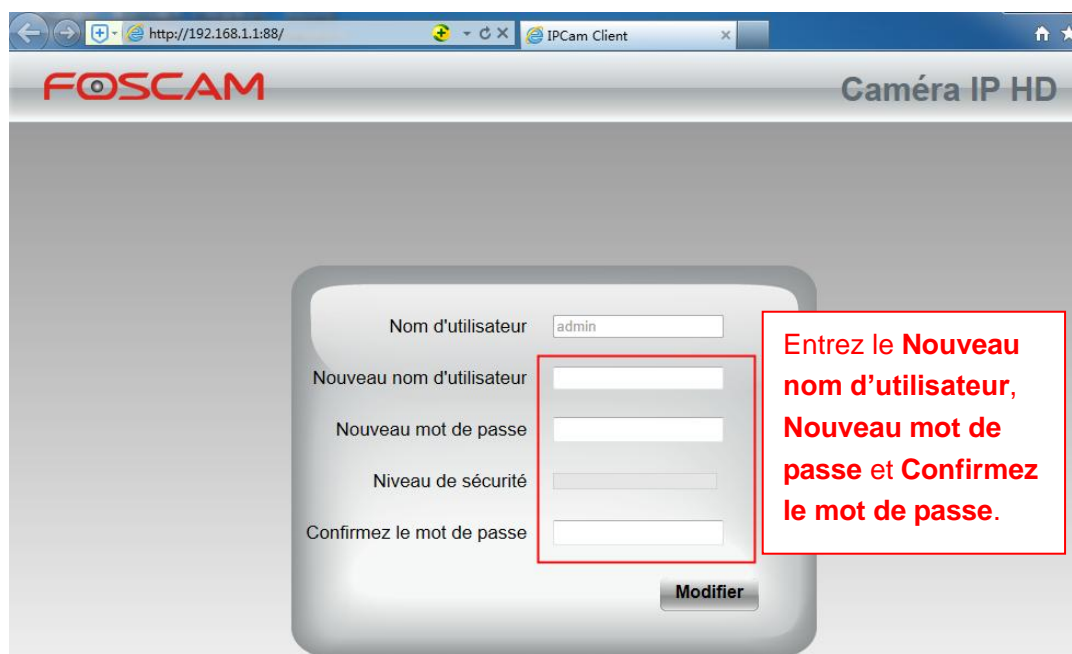 http://192.168.1.1:88/
IPCam Client
FOSCAM
Caméra IP HD
Nom d'utilisateur
admin
Nouveau nom d'utilisateur
Nouveau mot de passe
Niveau de sécurité
Confirmez le mot de passe
Modifier
Entrez le Nouveau
nom d’utilisateur,
Nouveau mot de
passe et Confirmez
le mot de passe.